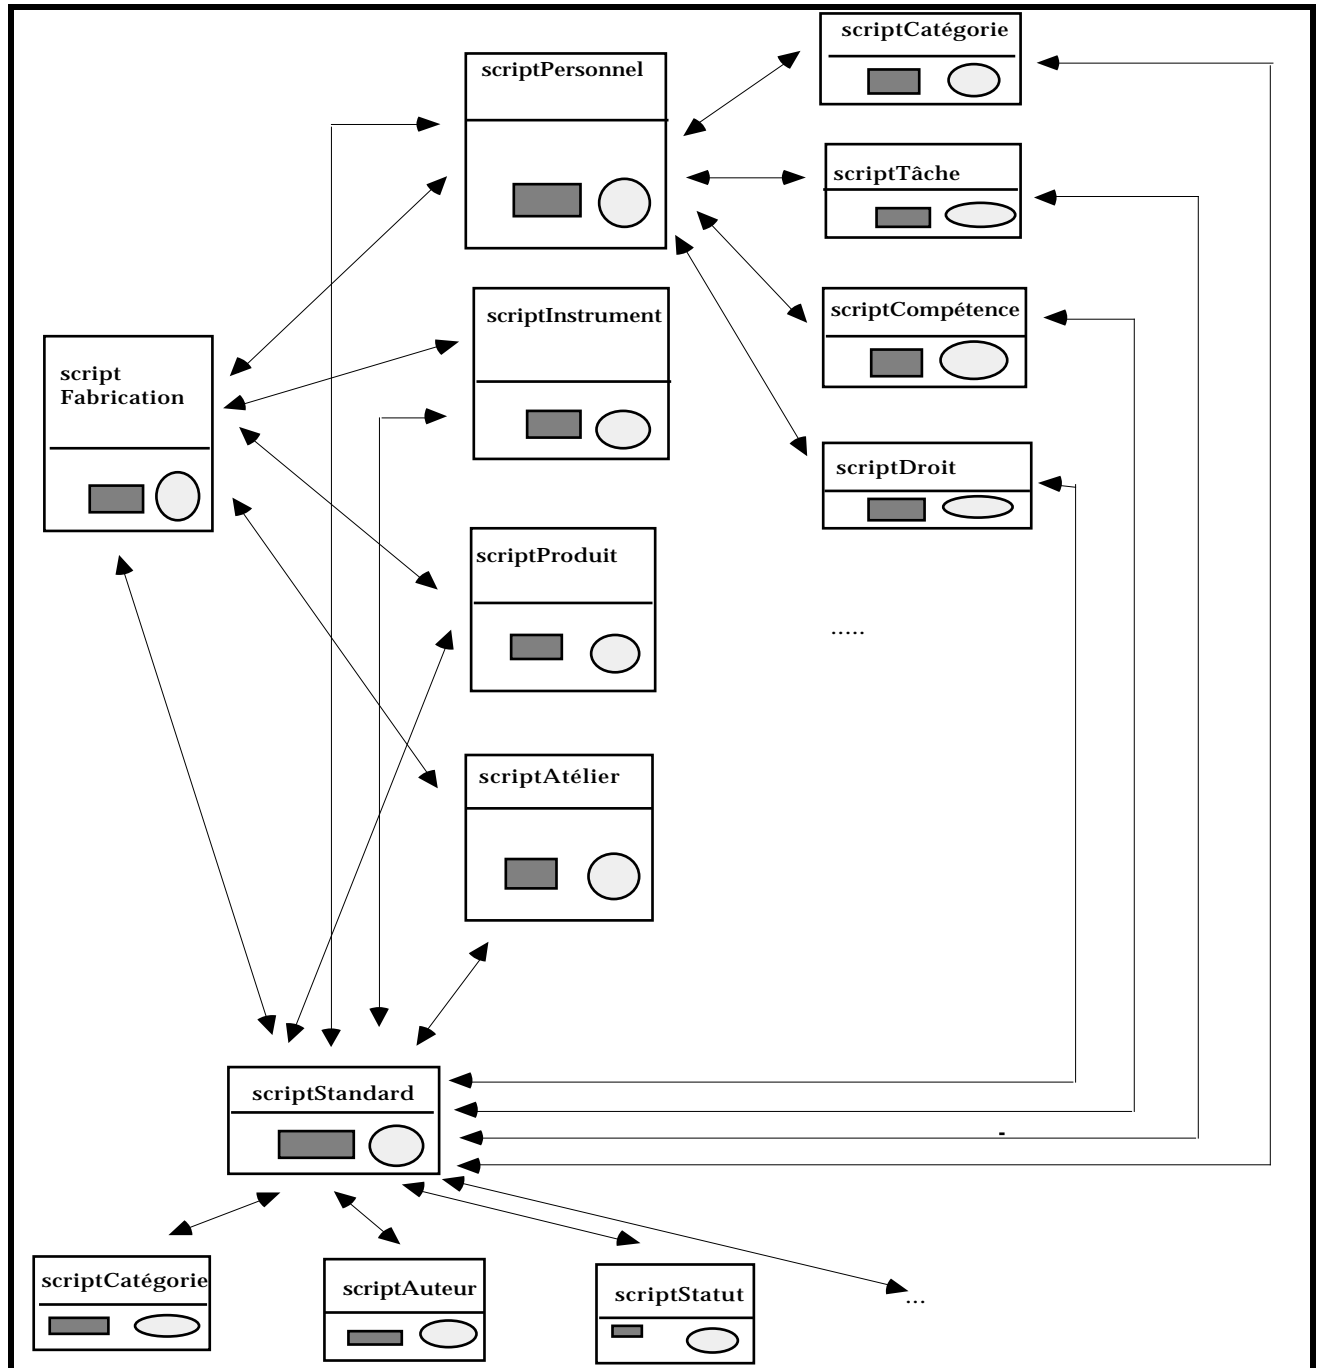 scriptCatégorie
scriptPersonnel
scriptTâche
scriptCompétence
scriptInstrument
script
Fabrication
scriptDroit
scriptProduit
.....
scriptAtélier
scriptStandard
-
scriptCatégorie
scriptAuteur
scriptStatut
...